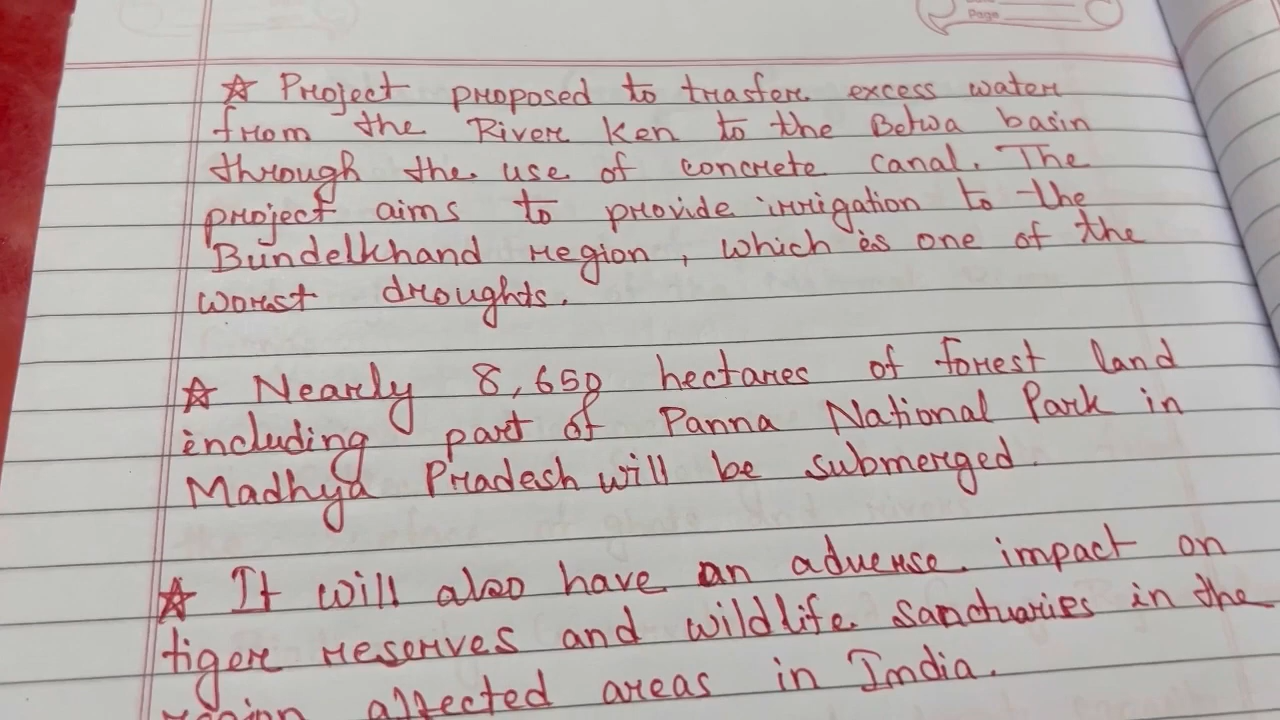 Page
☆ Project proposed to trasfer excess water
from the River Ken to the Betwa basin
through the use of concrete canal. The
project aims to provide irrigation to the
Bundelkhand region, which is one of the
worst droughts.
☆ Nearly 8,650 hectares of forest land
including part of Panna National Park in
Madhya Pradesh will be submerged.
☆ It will also have an adverse impact on
tiger reserves and wildlife sanctuaries in the
region affected areas in India.